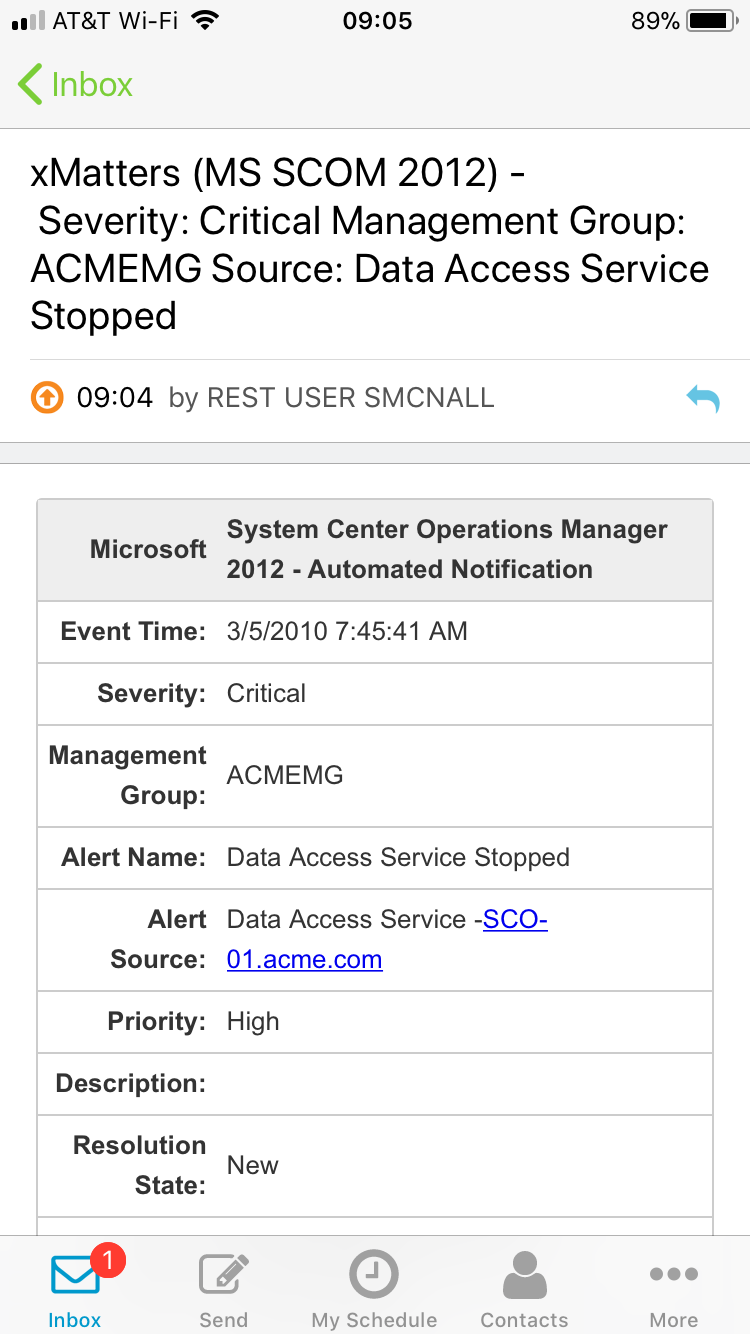 AT&T Wi-Fi 09:05 89%
Inbox
xMatters (MS SCOM 2012) -
Severity: Critical Management Group:
ACMEMG Source: Data Access Service
Stopped
09:04 by REST USER SMCNALL
Microsoft
System Center Operations Manager
2012 - Automated Notification
Event Time: 3/5/2010 7:45:41 AM
Severity: Critical
Management
Group:
ACMEMG
Alert Name: Data Access Service Stopped
Alert
Source:
Data Access Service -SCO-
01.acme.com
Priority: High
Description:
Resolution
State:
New
1
Inbox Send My Schedule Contacts More